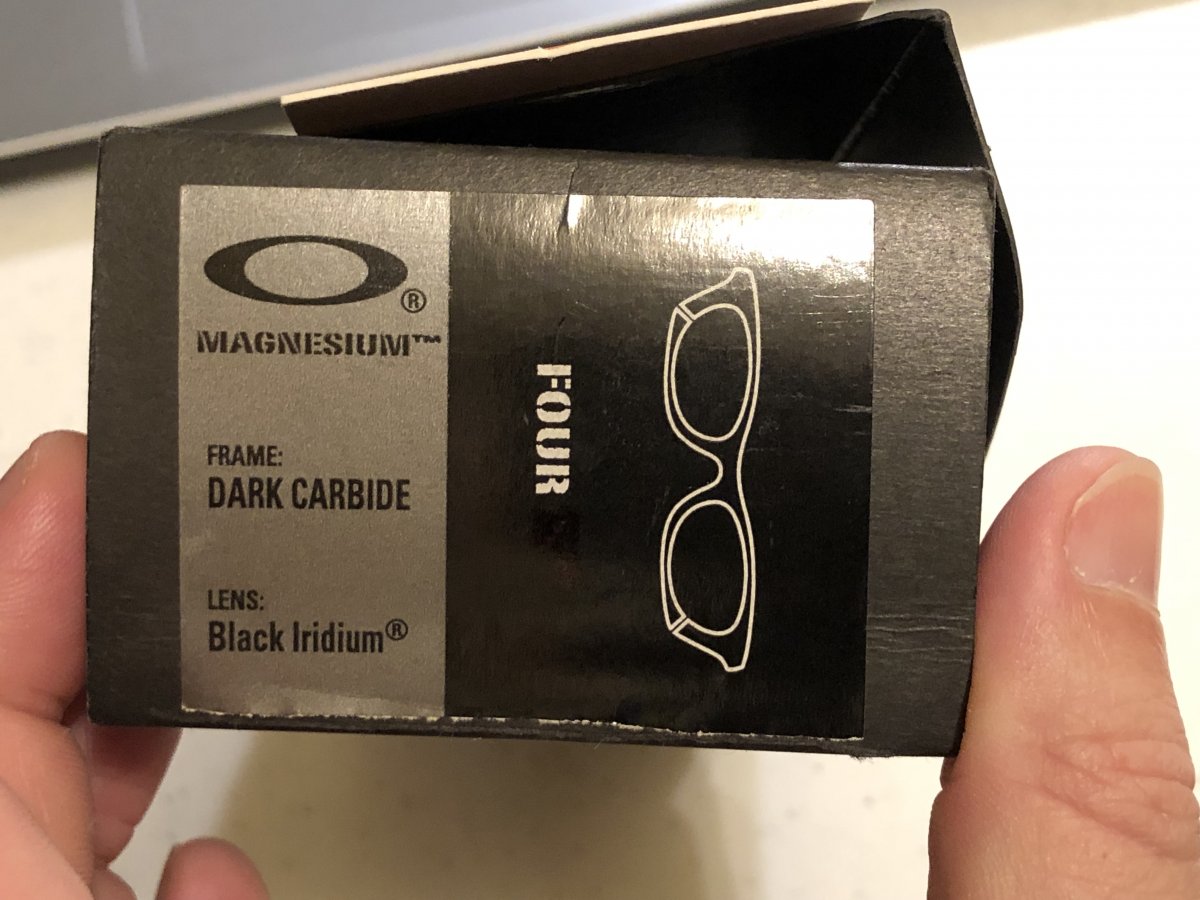 ®
MAGNESIUM™
FRAME:
DARK CARBIDE
LENS:
Black Iridium®
FOUR